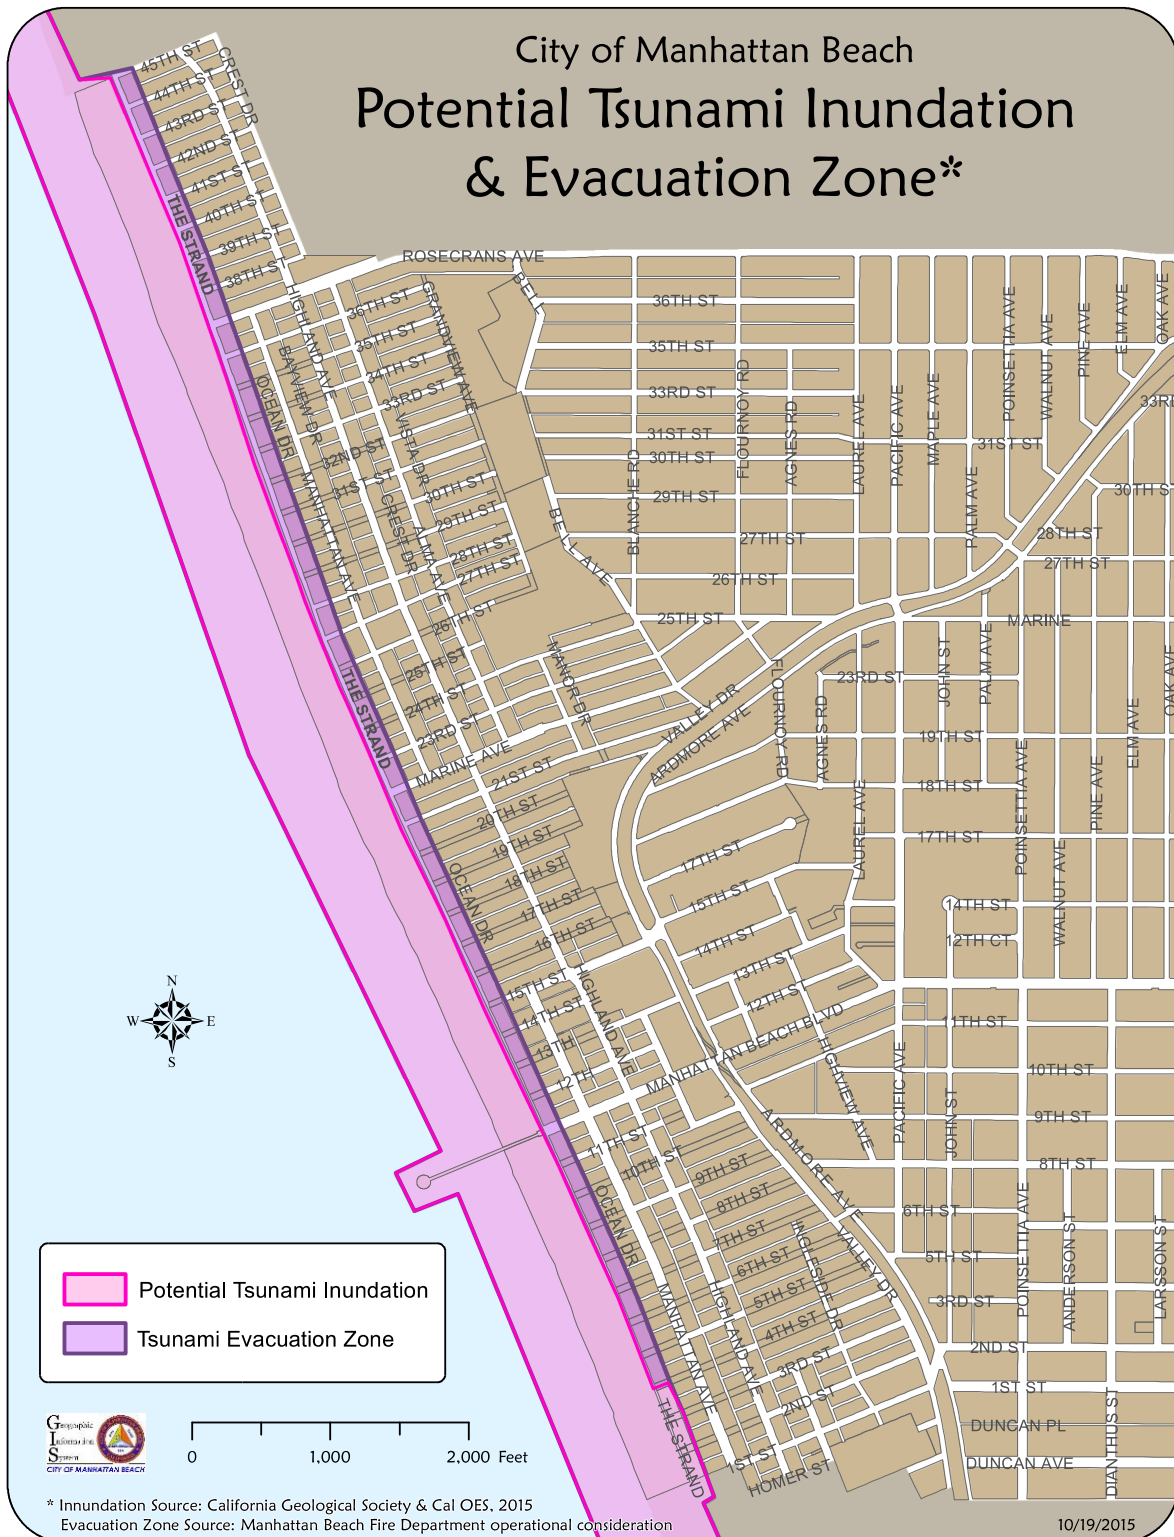 City of Manhattan Beach
Potential Tsunami Inundation
& Evacuation Zone*
45TH ST
44TH ST
43RD ST
42ND ST
41ST ST
40TH ST
39TH ST
38TH ST
CREST DR
THE STRAND
ROSECRANS AVE
HIGHLAND AVE
36TH ST
35TH ST
34TH ST
33RD ST
GRANDVIEW AVE
BELL
BAYVIEW DR
OCEAN DR
VISTA DR
32ND ST
31ST ST
30TH ST
29TH ST
28TH ST
27TH ST
26TH ST
25TH ST
24TH ST
23RD ST
MANHATTAN AVE
CREST DR
ALMA AVE
BELL AVE
MANOR DR
THE STRAND
MARINE AVE
21ST ST
20TH ST
19TH ST
18TH ST
17TH ST
16TH ST
15TH ST
14TH ST
13TH
12TH
OCEAN DR
HIGHLAND AVE
36TH ST
35TH ST
33RD ST
31ST ST
30TH ST
29TH ST
27TH ST
26TH ST
25TH ST
BLANCHE RD
FLOURNOY RD
AGNES RD
LAUREL AVE
PACIFIC AVE
MAPLE AVE
PALM AVE
POINSETTIA AVE
WALNUT AVE
PINE AVE
ELM AVE
OAK AVE
33RD
31ST ST
30TH ST
28TH ST
27TH ST
MARINE
VALLEY DR
ARDMORE AVE
FLOURNOY RD
AGNES RD
23RD ST
JOHN ST
PALM AVE
OAK AVE
19TH ST
18TH ST
17TH ST
LAUREL AVE
POINSETTIA AVE
PINE AVE
ELM AVE
WALNUT AVE
14TH ST
12TH CT
17TH ST
15TH ST
14TH ST
13TH ST
12TH ST
MANHATTAN BEACH BLVD
HIGHVIEW AVE
PACIFIC AVE
JOHN ST
11TH ST
10TH ST
9TH ST
8TH ST
6TH ST
5TH ST
3RD ST
2ND ST
1ST ST
DUNCAN PL
DUNCAN AVE
POINSETTIA AVE
ANDERSON ST
LARSSON ST
DIANTHUS ST
ARDMORE AVE
VALLEY DR
INGLESIDE DR
11TH ST
10TH ST
9TH ST
8TH ST
7TH ST
6TH ST
5TH ST
4TH ST
3RD ST
2ND ST
1ST ST
HOMER ST
OCEAN DR
MANHATTAN AVE
HIGHLAND AVE
THE STRAND
N
W
E
S
Potential Tsunami Inundation
Tsunami Evacuation Zone
Geographic
Information
System
CITY OF MANHATTAN BEACH
0 1,000 2,000 Feet
* Innundation Source: California Geological Society & Cal OES, 2015
Evacuation Zone Source: Manhattan Beach Fire Department operational consideration
10/19/2015